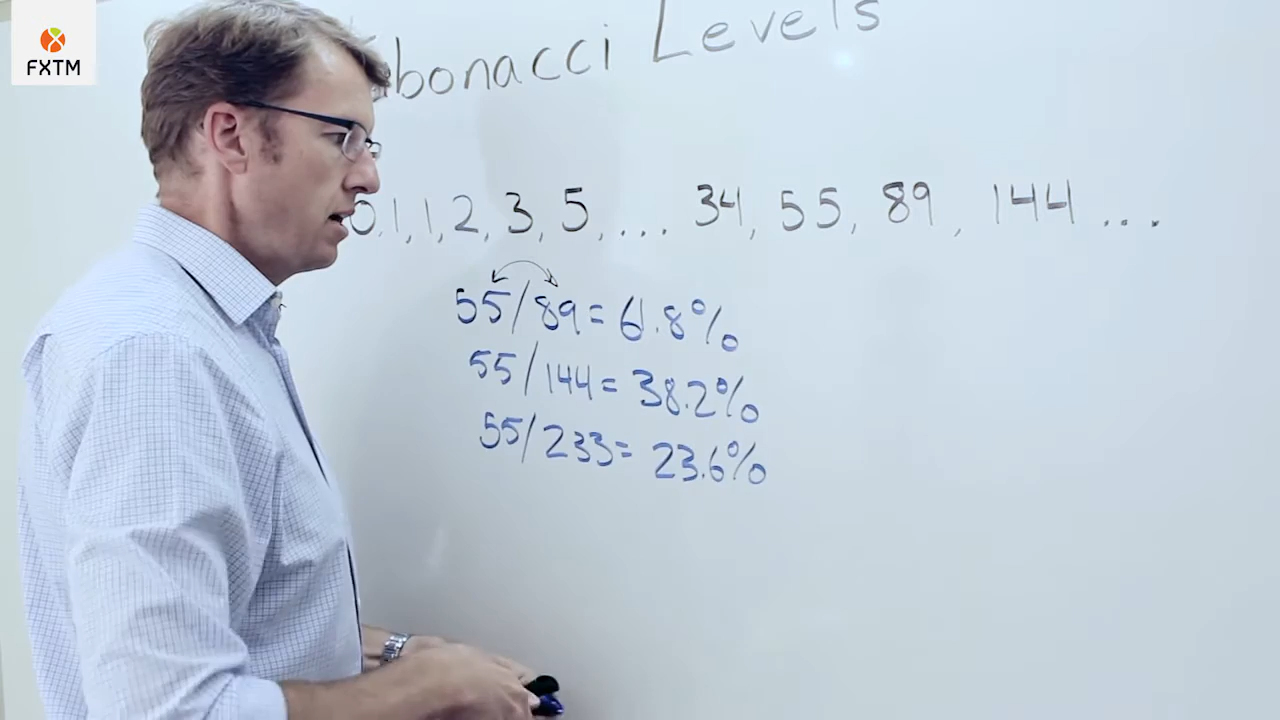 FXTM
ibonacci Levels
0,1,1,2,3,5,... 34,55,89,144...
55/89=61.8%
55/144=38.2%
55/233=23.6%